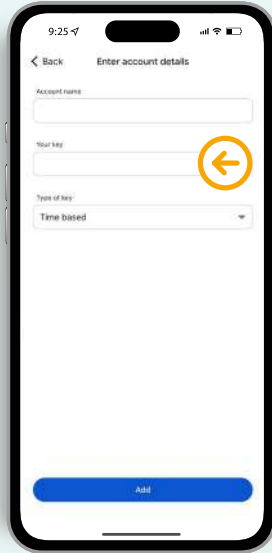 9:25
Back Enter account details
Account name
Your key
Type of key
Time based
Add